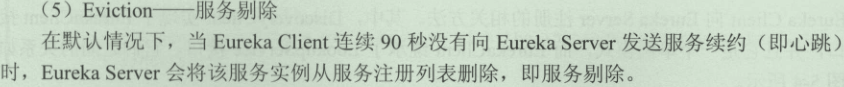 （5）Eviction——服务剔除
在默认情况下，当 Eureka Client 连续 90 秒没有向 Eureka Server 发送服务续约（即心跳）
时，Eureka Server 会将该服务实例从服务注册列表删除，即服务剔除。